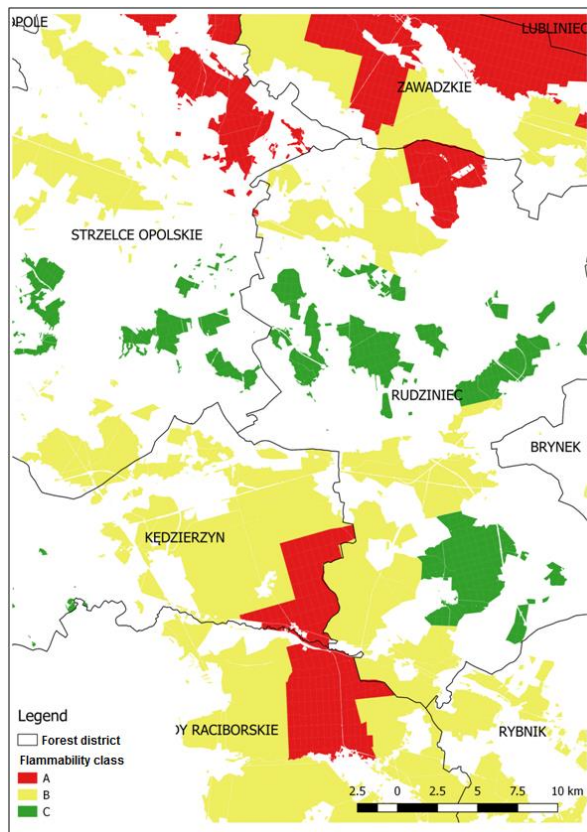 OPOLE
LUBLINIEC
ZAWADZKIE
STRZELCE OPOLSKIE
RUDZINIEC
BRYNEK
KĘDZIERZYN
DY RACIBORSKIE
RYBNIK
Legend
Forest district
Flammability class
A
B
C
2.5 0 2.5 5 7.5 10 km